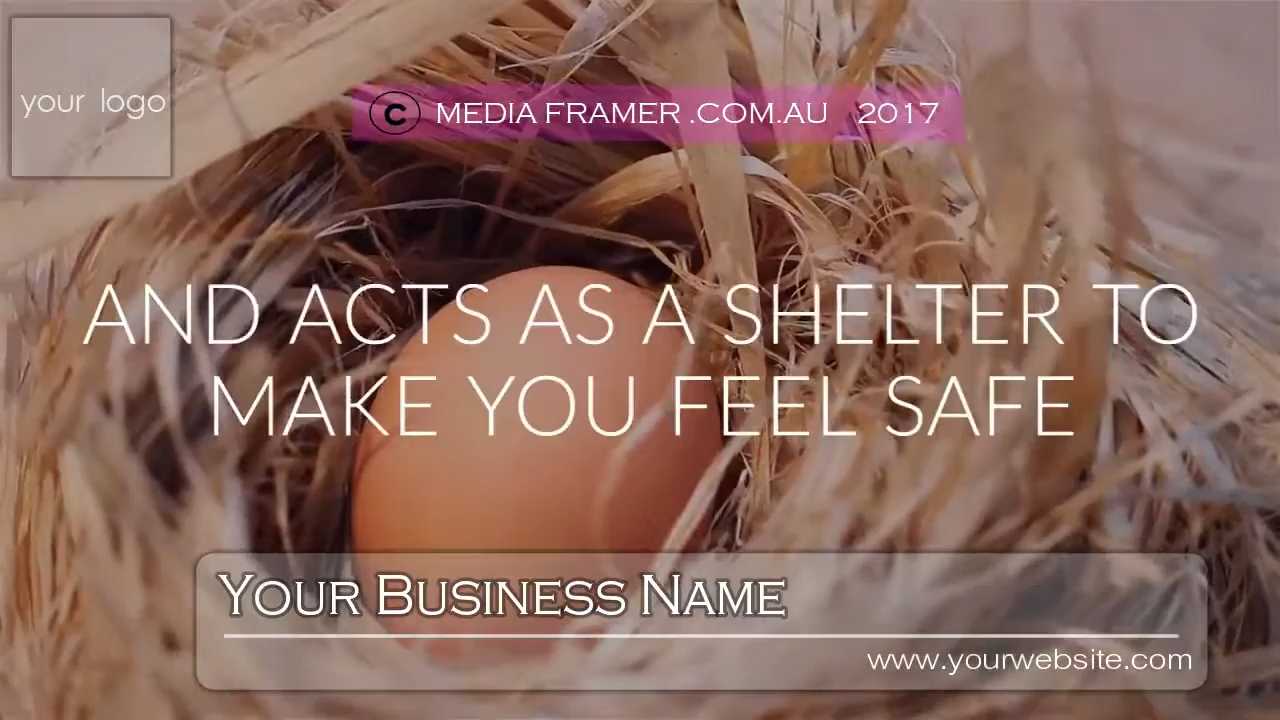 your logo
© MEDIA FRAMER .COM.AU 2017
AND ACTS AS A SHELTER TO
MAKE YOU FEEL SAFE
YOUR BUSINESS NAME
www.yourwebsite.com